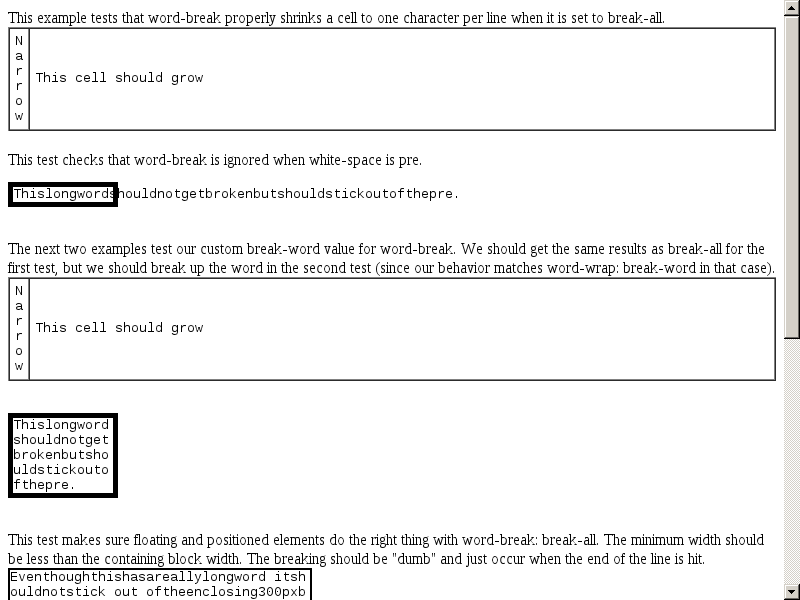 This example tests that word-break properly shrinks a cell to one character per line when it is set to break-all.
N
a
r
r
o
w
This cell should grow
This test checks that word-break is ignored when white-space is pre.
Thislongwordshouldnotgetbrokenbutshouldstickoutofthepre.
The next two examples test our custom break-word value for word-break. We should get the same results as break-all for the
first test, but we should break up the word in the second test (since our behavior matches word-wrap: break-word in that case).
N
a
r
r
o
w
This cell should grow
Thislongword
shouldnotget
brokenbutsho
uldstickouto
fthepre.
This test makes sure floating and positioned elements do the right thing with word-break: break-all. The minimum width should
be less than the containing block width. The breaking should be "dumb" and just occur when the end of the line is hit.
Eventhoughthishasareallylongword itsh
ouldnotstick out oftheenclosing300pxb